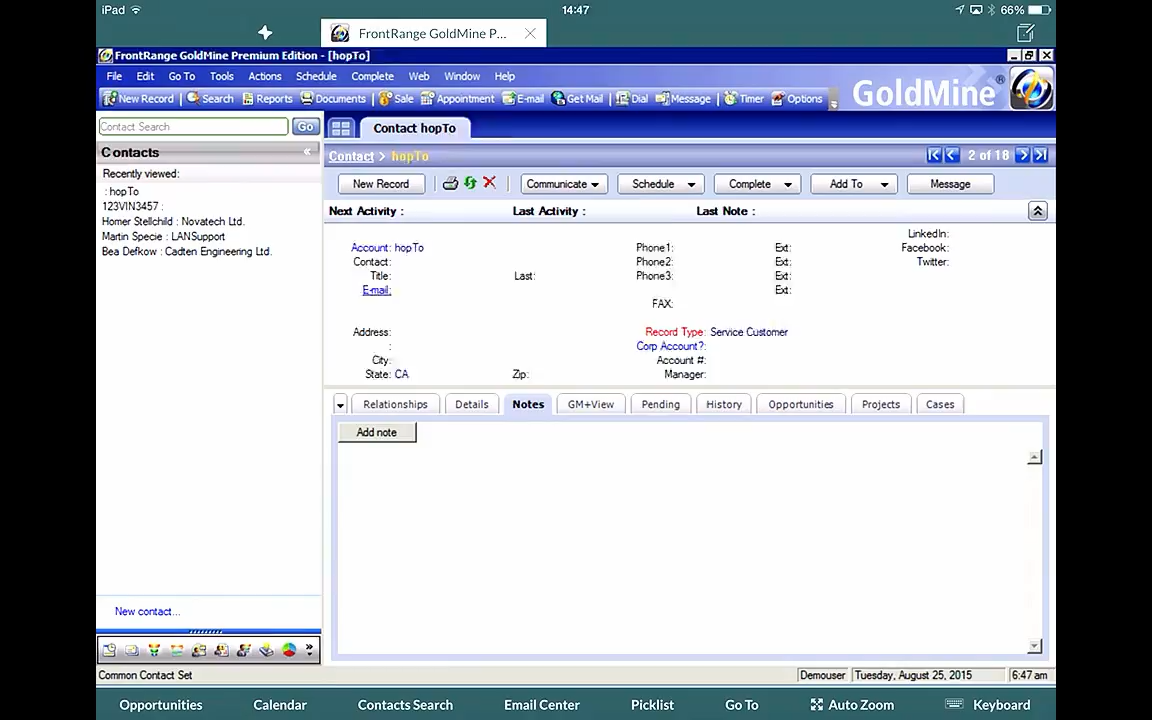 iPad 14:47 66%
FrontRange GoldMine P...
FrontRange GoldMine Premium Edition - [hopTo]
File Edit Go To Tools Actions Schedule Complete Web Window Help
New Record Search Reports Documents Sale Appointment E-mail Get Mail Dial Message Timer Options GoldMine®
Contact Search Go Contact hopTo
Contacts «
Contact > hopTo 2 of 16
Recently viewed:
: hopTo
123VIN3457 :
Homer Stellchild : Novatech Ltd.
Martin Specie : LANSupport
Bea Defkow : Cadten Engineering Ltd.
New Record Communicate Schedule Complete Add To Message
Next Activity : Last Activity : Last Note :
LinkedIn:
Account: hopTo Phone1: Ext: Facebook:
Contact: Phone2: Ext: Twitter:
Title: Last: Phone3: Ext:
E-mail: Ext:
FAX:
Address: Record Type: Service Customer
: Corp Account?:
City: Account #:
State: CA Zip: Manager:
Relationships Details Notes GM+View Pending History Opportunities Projects Cases
Add note
New contact...
»
Common Contact Set Demouser Tuesday, August 25, 2015 6:47 am
Opportunities Calendar Contacts Search Email Center Picklist Go To Auto Zoom Keyboard